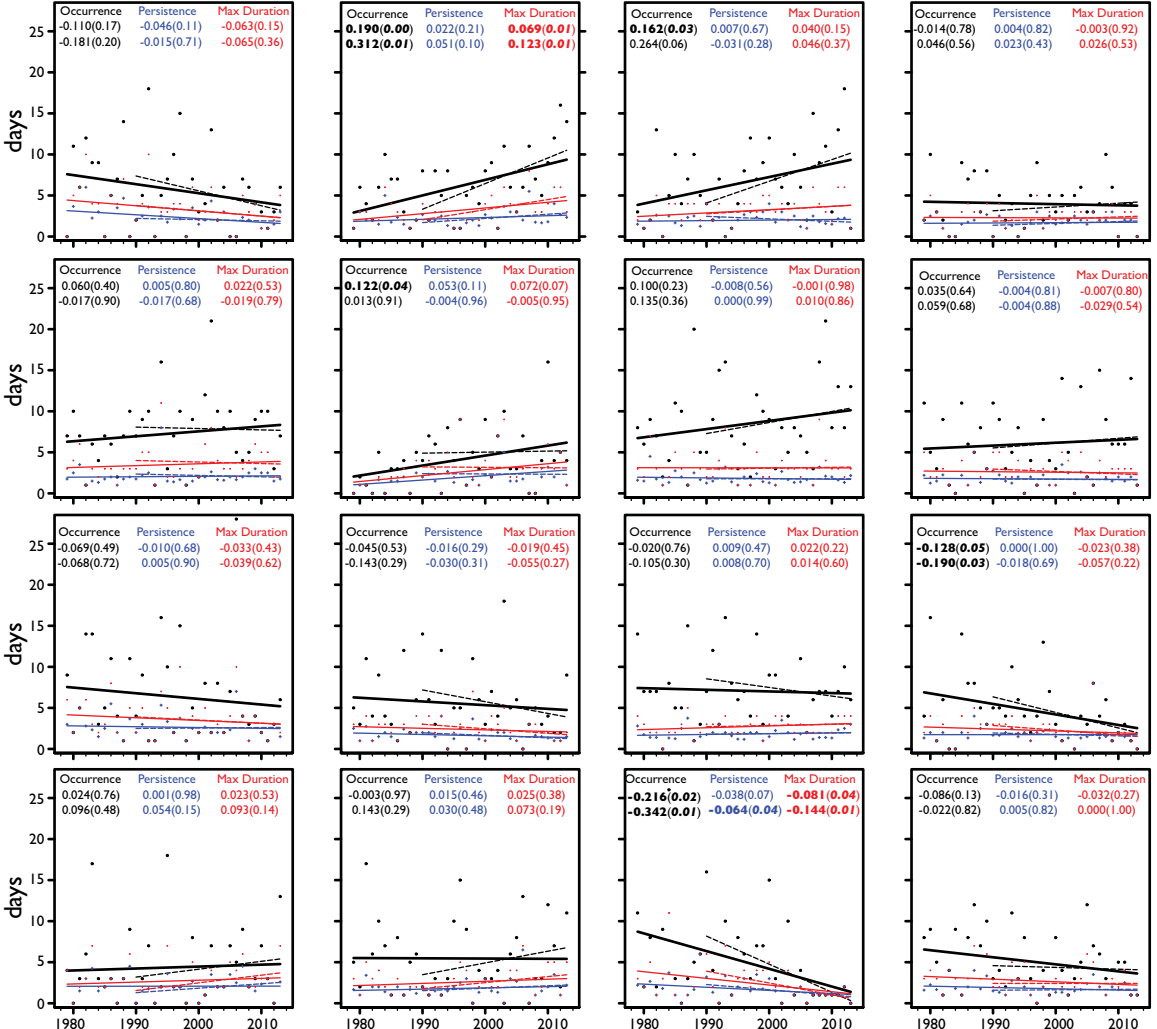 Occurrence Persistence Max Duration Occurrence Persistence Max Duration Occurrence Persistence Max Duration Occurrence Persistence Max Duration
-0.110(0.17) -0.046(0.11) -0.063(0.15) 0.190(0.00) 0.022(0.21) 0.069(0.01) 0.162(0.03) 0.007(0.67) 0.040(0.15) -0.014(0.78) 0.004(0.82) -0.003(0.92)
-0.181(0.20) -0.015(0.71) -0.065(0.36) 0.312(0.01) 0.051(0.10) 0.123(0.01) 0.264(0.06) -0.031(0.28) 0.046(0.37) 0.046(0.56) 0.023(0.43) 0.026(0.53)
25
20
15
10
5
0
days
Occurrence Persistence Max Duration Occurrence Persistence Max Duration Occurrence Persistence Max Duration Occurrence Persistence Max Duration
0.060(0.40) 0.005(0.80) 0.022(0.53) 0.122(0.04) 0.053(0.11) 0.072(0.07) 0.100(0.23) -0.008(0.56) -0.001(0.98) 0.035(0.64) -0.004(0.81) -0.007(0.80)
-0.017(0.90) -0.017(0.68) -0.019(0.79) 0.013(0.91) -0.004(0.96) -0.005(0.95) 0.135(0.36) 0.000(0.99) 0.010(0.86) 0.059(0.68) -0.004(0.88) -0.029(0.54)
25
20
15
10
5
0
days
Occurrence Persistence Max Duration Occurrence Persistence Max Duration Occurrence Persistence Max Duration Occurrence Persistence Max Duration
-0.069(0.49) -0.010(0.68) -0.033(0.43) -0.045(0.53) -0.016(0.29) -0.019(0.45) -0.020(0.76) 0.009(0.47) 0.022(0.22) -0.128(0.05) 0.000(1.00) -0.023(0.38)
-0.068(0.72) 0.005(0.90) -0.039(0.62) -0.143(0.29) -0.030(0.31) -0.055(0.27) -0.105(0.30) 0.008(0.70) 0.014(0.60) -0.190(0.03) -0.018(0.69) -0.057(0.22)
25
20
15
10
5
0
days
Occurrence Persistence Max Duration Occurrence Persistence Max Duration Occurrence Persistence Max Duration Occurrence Persistence Max Duration
0.024(0.76) 0.001(0.98) 0.023(0.53) -0.003(0.97) 0.015(0.46) 0.025(0.38) -0.216(0.02) -0.038(0.07) -0.081(0.04) -0.086(0.13) -0.016(0.31) -0.032(0.27)
0.096(0.48) 0.054(0.15) 0.093(0.14) 0.143(0.29) 0.030(0.48) 0.073(0.19) -0.342(0.01) -0.064(0.04) -0.144(0.01) -0.022(0.82) 0.005(0.82) 0.000(1.00)
25
20
15
10
5
0
days
1980 1990 2000 2010 1980 1990 2000 2010 1980 1990 2000 2010 1980 1990 2000 2010